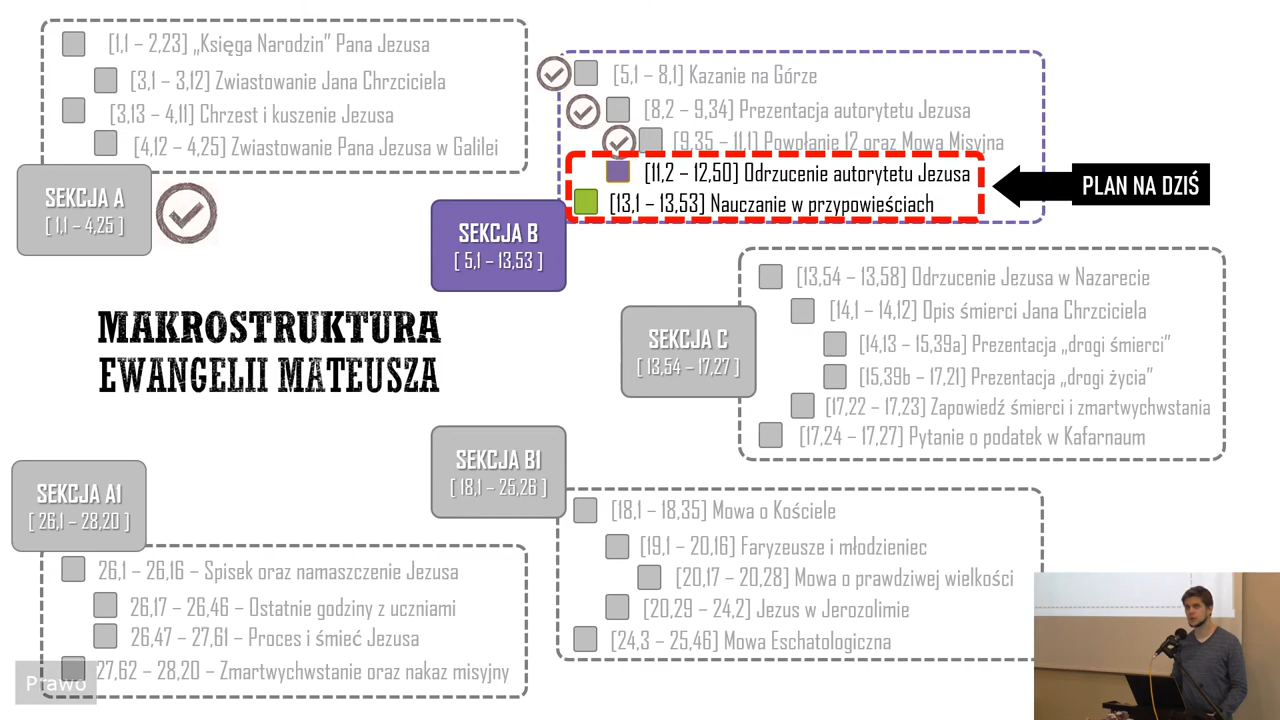 [1,1 – 2,23] „Księga Narodzin” Pana Jezusa
[3,1 – 3,12] Zwiastowanie Jana Chrzciciela
[3,13 – 4,11] Chrzest i kuszenie Jezusa
[4,12 – 4,25] Zwiastowanie Pana Jezusa w Galilei
SEKCJA A
[ 1,1 – 4,25 ]
[5,1 – 8,1] Kazanie na Górze
[8,2 – 9,34] Prezentacja autorytetu Jezusa
[9,35 – 11,1] Powołanie 12 oraz Mowa Misyjna
[11,2 – 12,50] Odrzucenie autorytetu Jezusa
[13,1 – 13,53] Nauczanie w przypowieściach
PLAN NA DZIŚ
SEKCJA B
[ 5,1 – 13,53 ]
MAKROSTRUKTURA
EWANGELII MATEUSZA
SEKCJA C
[ 13,54 – 17,27 ]
[13,54 – 13,58] Odrzucenie Jezusa w Nazarecie
[14,1 – 14,12] Opis śmierci Jana Chrzciciela
[14,13 – 15,39a] Prezentacja „drogi śmierci”
[15,39b – 17,21] Prezentacja „drogi życia”
[17,22 – 17,23] Zapowiedź śmierci i zmartwychwstania
[17,24 – 17,27] Pytanie o podatek w Kafarnaum
SEKCJA B1
[ 18,1 – 25,26 ]
[18,1 – 18,35] Mowa o Kościele
[19,1 – 20,16] Faryzeusze i młodzieniec
[20,17 – 20,28] Mowa o prawdziwej wielkości
[20,29 – 24,2] Jezus w Jerozolimie
[24,3 – 25,46] Mowa Eschatologiczna
SEKCJA A1
[ 26,1 – 28,20 ]
26,1 – 26,16 – Spisek oraz namaszczenie Jezusa
26,17 – 26,46 – Ostatnie godziny z uczniami
26,47 – 27,61 – Proces i śmieć Jezusa
27,62 – 28,20 – Zmartwychwstanie oraz nakaz misyjny
Prawo